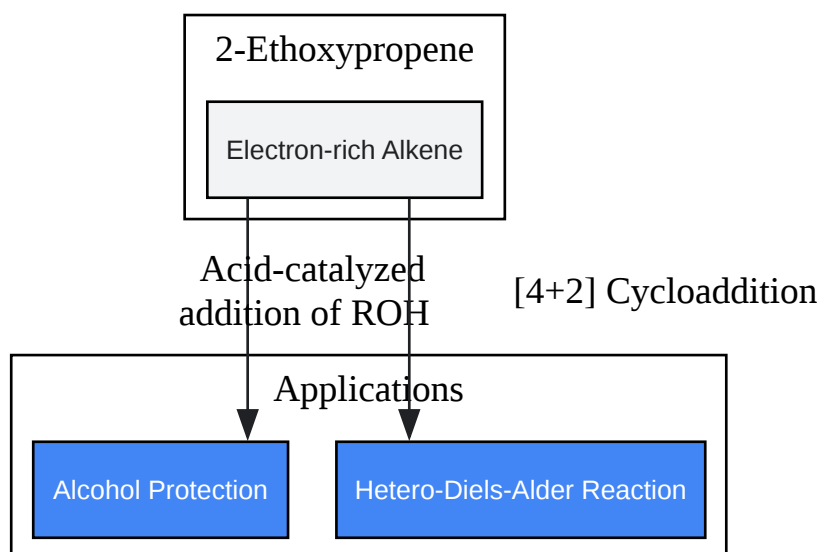 2-Ethoxypropene
Electron-rich Alkene
Acid-catalyzed
addition of ROH
[4+2] Cycloaddition
Applications
Alcohol Protection
Hetero-Diels-Alder Reaction